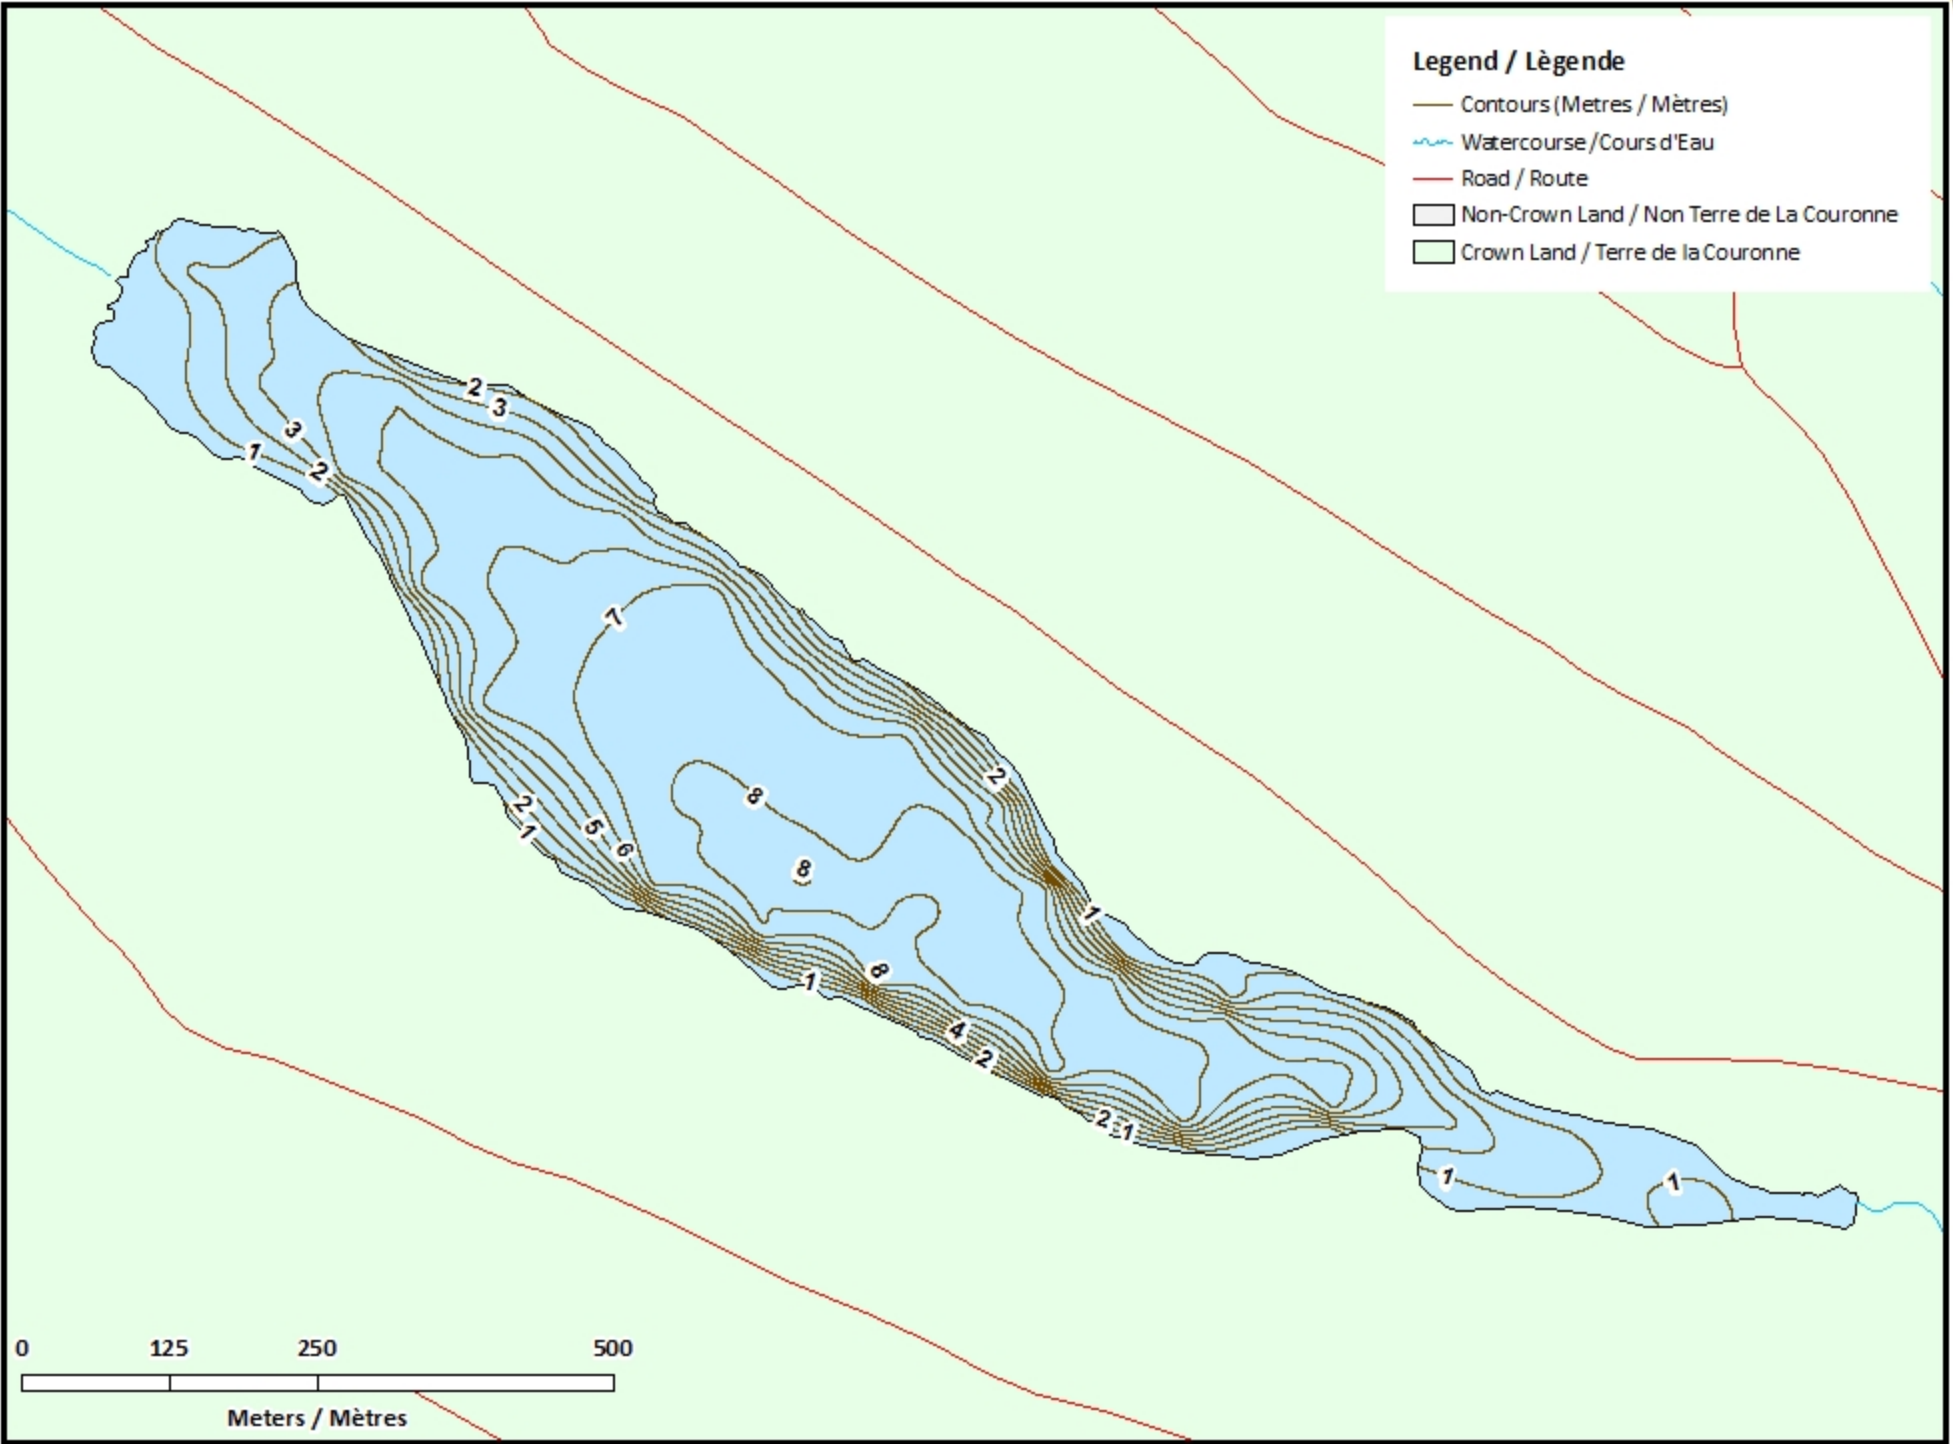 Legend / Lègende
Contours (Metres / Mètres)
Watercourse /Cours d'Eau
Road / Route
Non-Crown Land / Non Terre de La Couronne
Crown Land / Terre de la Couronne
2
3
3
1
2
7
2
8
2
1
5
6
8
1
8
1
4
2
2
1
1
1
0 125 250 500
Meters / Mètres